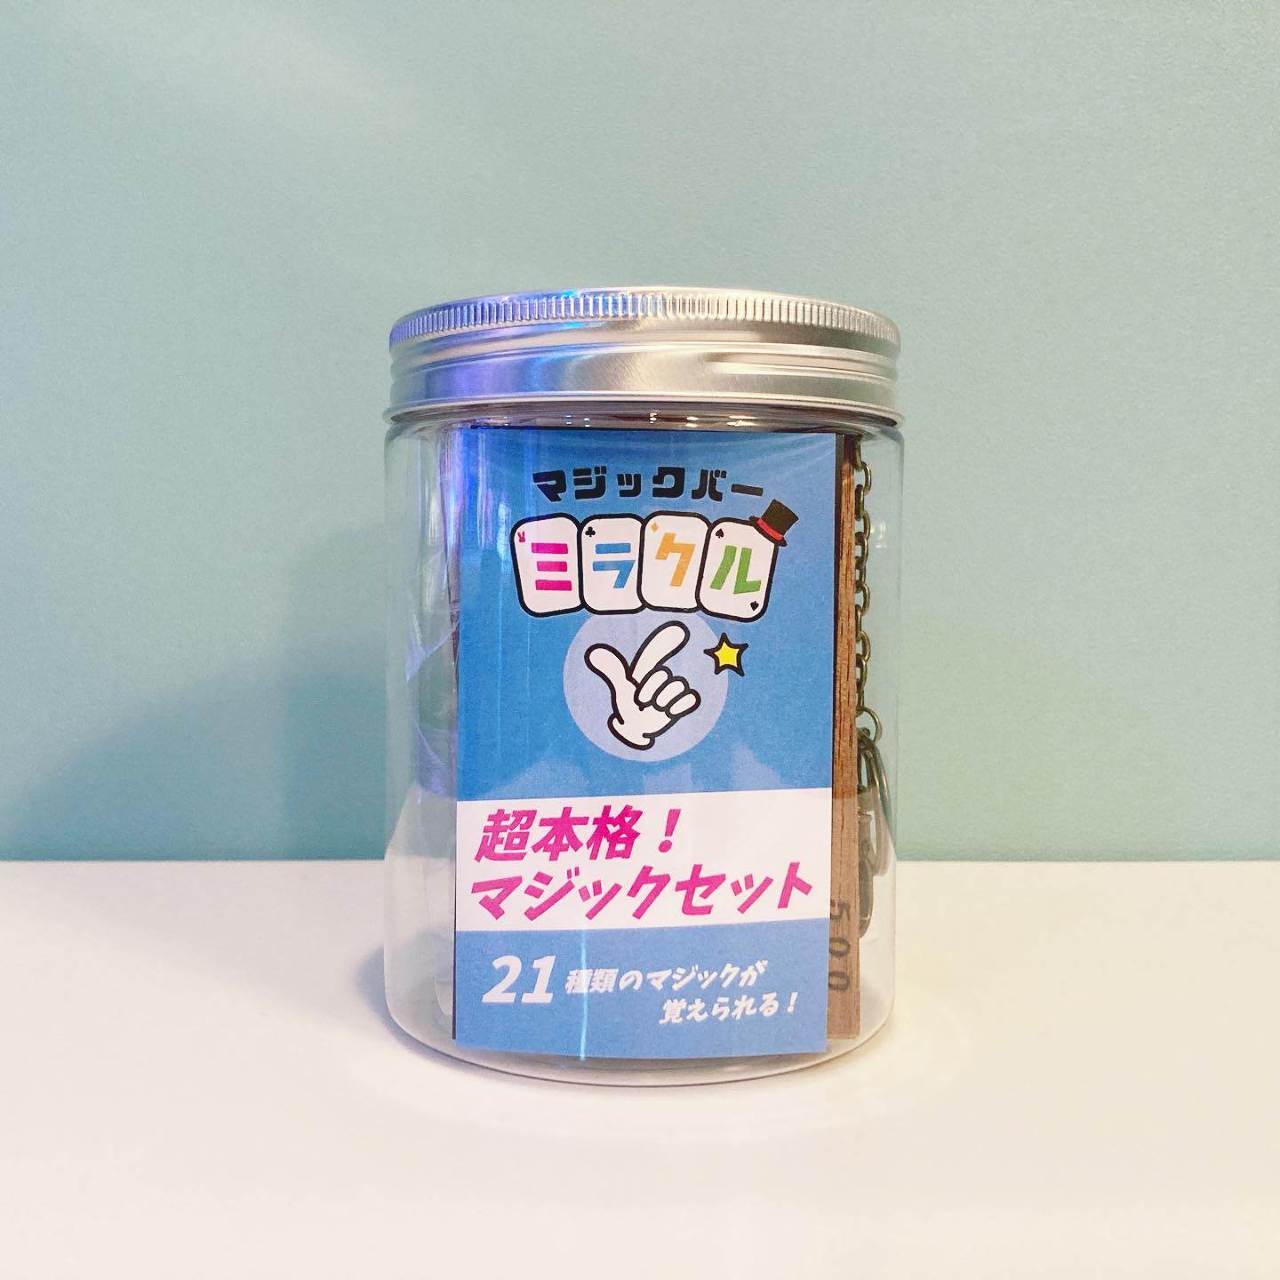 マジックバー
ミラクル
超本格！
マジックセット
21種類のマジックが
覚えられる！
500